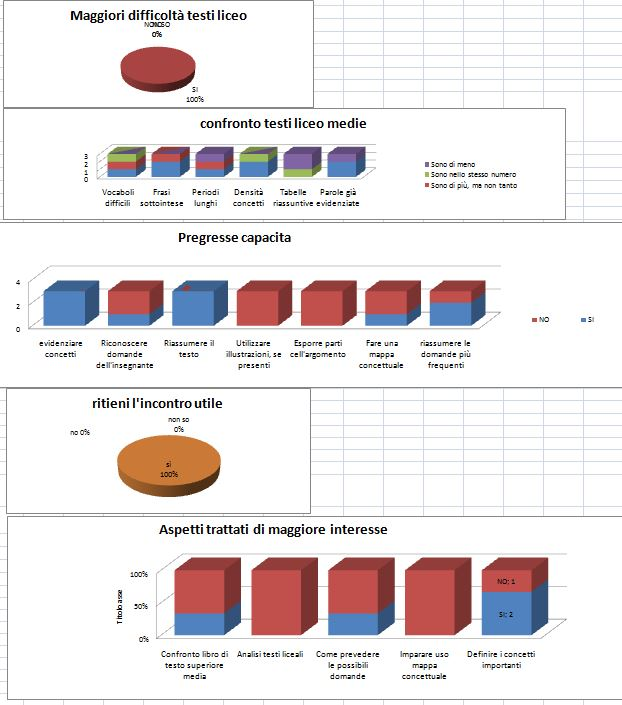 Maggiori difficoltà testi liceo
0%
SI
100%
confronto testi liceo medie
3
2
1
0
Vocaboli difficili
Frasi sottointese
Periodi lunghi
Densità concetti
Tabelle riassuntive
Parole già evidenziate
Sono di meno
Sono nello stesso numero
Sono di più, ma non tanto
Pregresse capacita
4
2
0
evidenziare concetti
Riconoscere domande dell'insegnante
Riassumere il testo
Utilizzare illustrazioni, se presenti
Esporre parti cell'argomento
Fare una mappa concettuale
riassumere le domande più frequenti
NO
SI
ritieni l'incontro utile
non so
0%
no 0%
sì
100%
Aspetti trattati di maggiore interesse
Titolo asse
100%
50%
0%
NO; 1
SI; 2
Confronto libro di testo superiore media
Analisi testi liceali
Come prevedere le possibili domande
Imparare uso mappa concettuale
Definire i concetti importanti